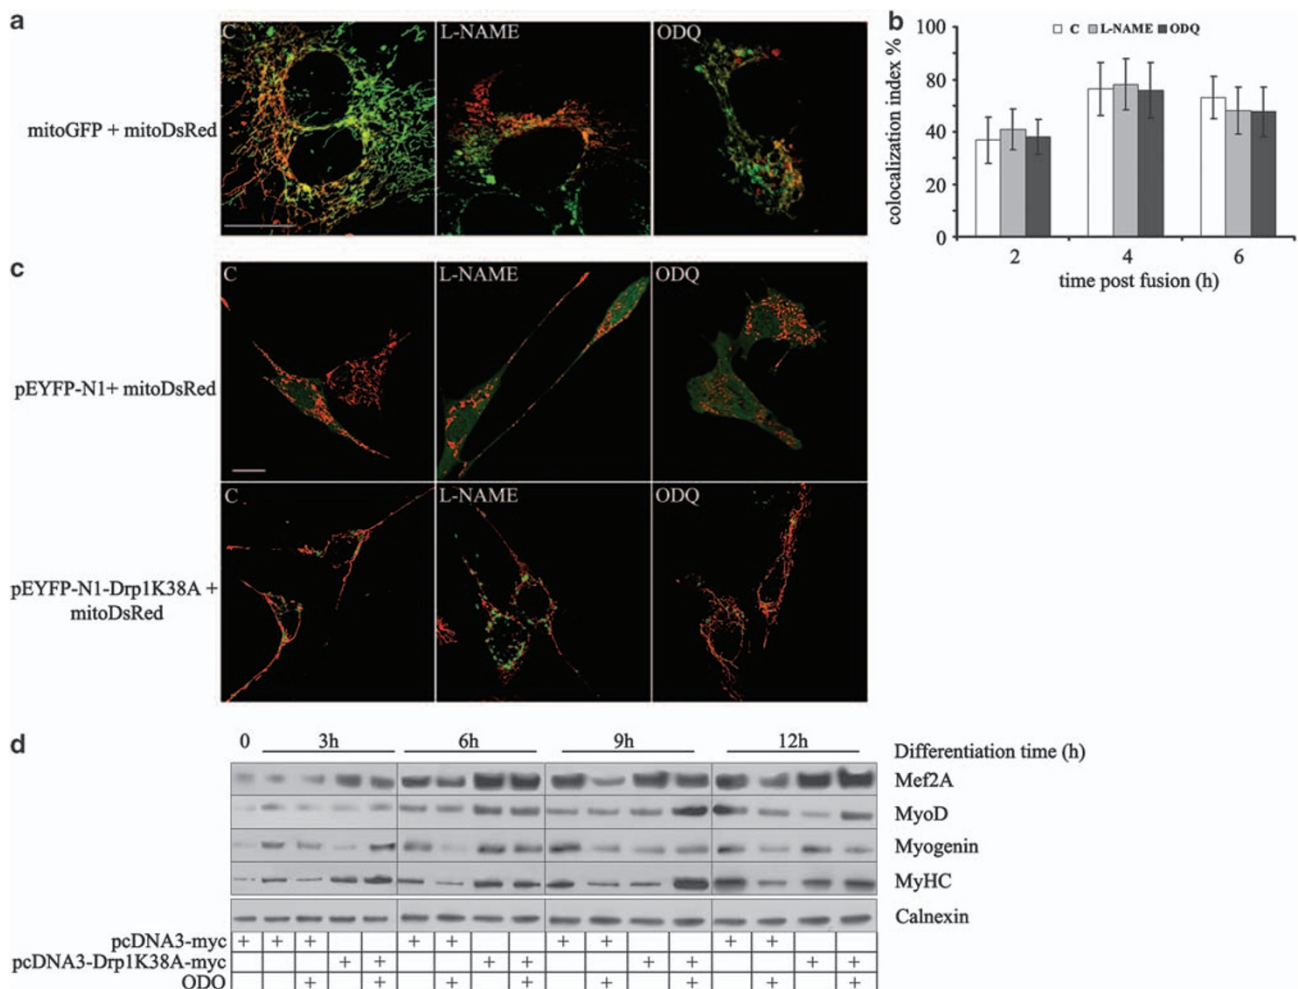 a
C
L-NAME
ODQ
mitoGFP + mitoDsRed
b
colocalization index %
100
80
40
20
0
C
L-NAME
ODQ
2
4
6
time post fusion (h)
c
C
L-NAME
ODQ
pEYFP-N1+ mitoDsRed
C
L-NAME
ODQ
pEYFP-N1-Drp1K38A +
mitoDsRed
d
0 3h 6h 9h 12h
Differentiation time (h)
Mef2A
MyoD
Myogenin
MyHC
Calnexin
pcDNA3-myc + + + + + + + + +
pcDNA3-Drp1K38A-myc + + + + + + + +
ODQ + + + + + + + +